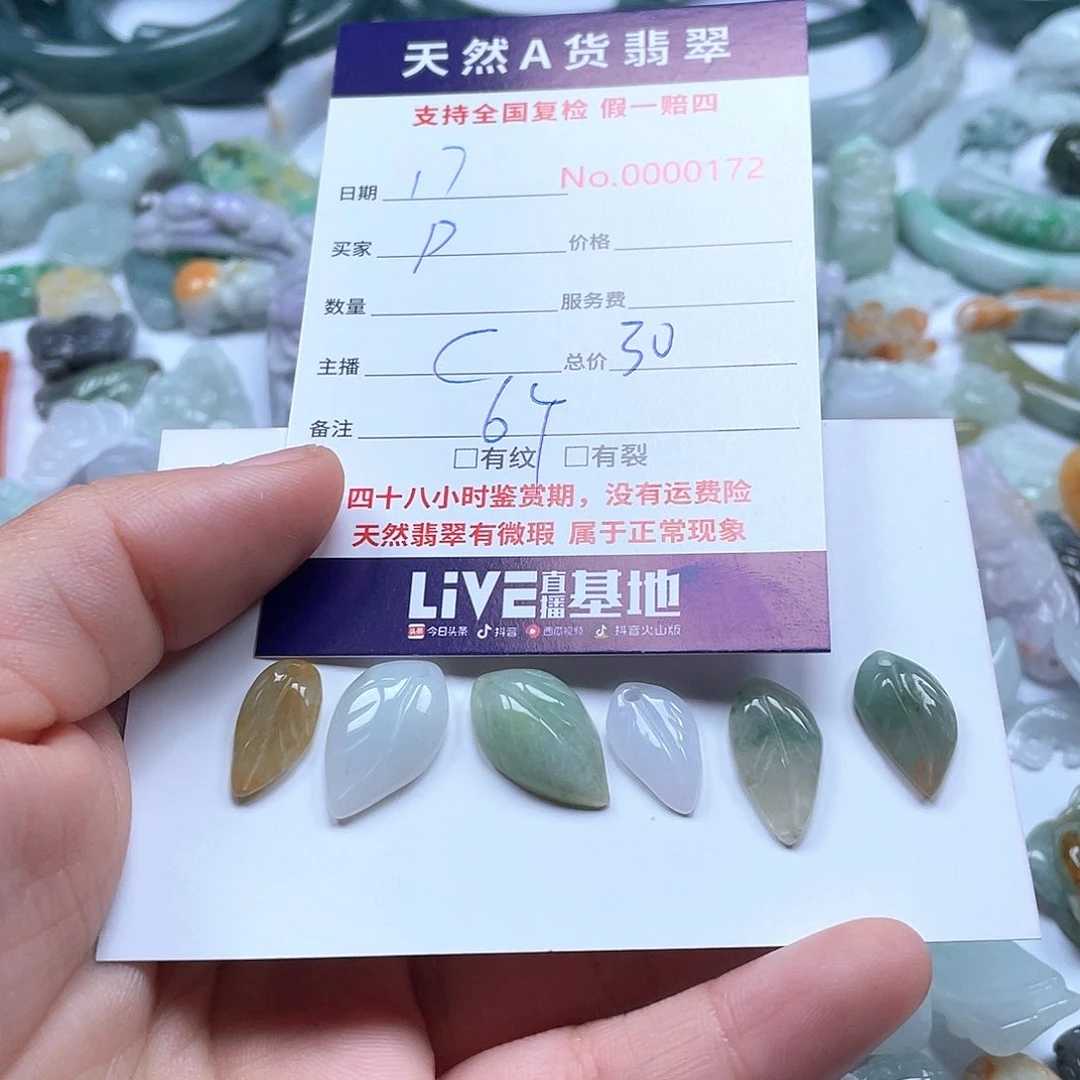 天然A货翡翠
支持全国复检 假一赔四
No.0000172
日期 17
买家 P 价格
数量 服务费
主播 C 总价 30
备注 64
□有纹 □有裂
四十八小时鉴赏期，没有运费险
天然翡翠有微瑕 属于正常现象
LiVE直播基地
头条 今日头条 抖音 西瓜视频 抖音火山版